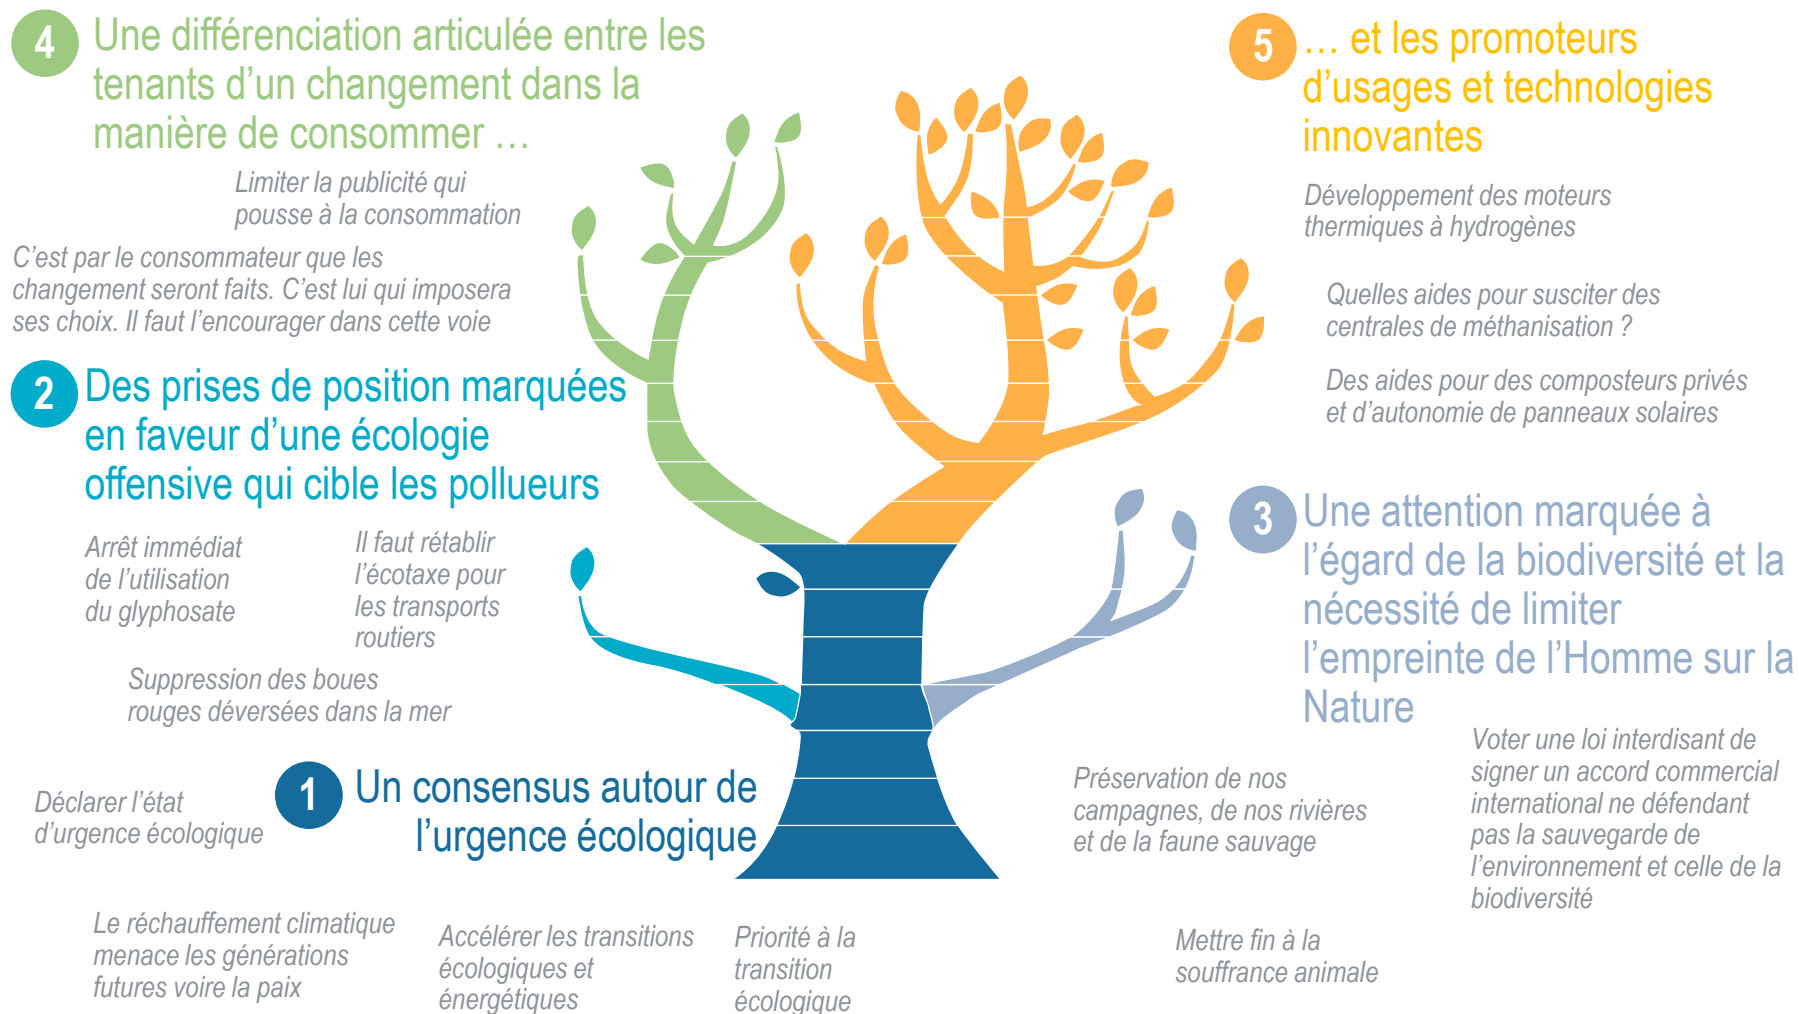 4
Une différenciation articulée entre les
tenants d’un changement dans la
manière de consommer …
Limiter la publicité qui
pousse à la consommation
C’est par le consommateur que les
changement seront faits. C’est lui qui imposera
ses choix. Il faut l’encourager dans cette voie
5
… et les promoteurs
d’usages et technologies
innovantes
Développement des moteurs
thermiques à hydrogènes
Quelles aides pour susciter des
centrales de méthanisation ?
Des aides pour des composteurs privés
et d’autonomie de panneaux solaires
2
Des prises de position marquées
en faveur d’une écologie
offensive qui cible les pollueurs
Arrêt immédiat
de l’utilisation
du glyphosate
Il faut rétablir
l’écotaxe pour
les transports
routiers
Suppression des boues
rouges déversées dans la mer
3
Une attention marquée à
l’égard de la biodiversité et la
nécessité de limiter
l’empreinte de l’Homme sur la
Nature
Préservation de nos
campagnes, de nos rivières
et de la faune sauvage
Voter une loi interdisant de
signer un accord commercial
international ne défendant
pas la sauvegarde de
l’environnement et celle de la
biodiversité
Mettre fin à la
souffrance animale
1
Un consensus autour de
l’urgence écologique
Déclarer l’état
d’urgence écologique
Le réchauffement climatique
menace les générations
futures voire la paix
Accélérer les transitions
écologiques et
énergétiques
Priorité à la
transition
écologique